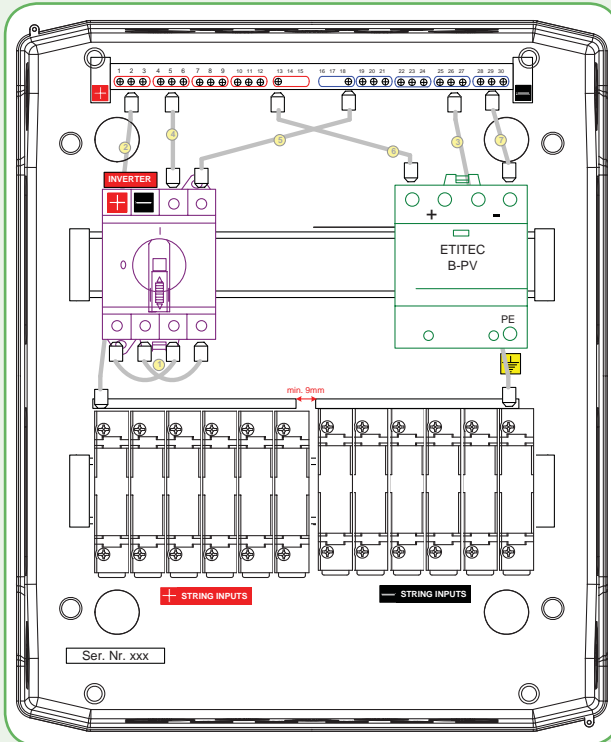 1 2 3 4 5 6 7 8 9 10 11 12 13 14 15 16 17 18 19 20 21 22 23 24 25 26 27 28 29 30
2 4 5 6 3 7
INVERTER
+
-
ETITEC
B-PV
I
0
PE
1
min. 9mm
STRING INPUTS
STRING INPUTS
Ser. Nr. xxx